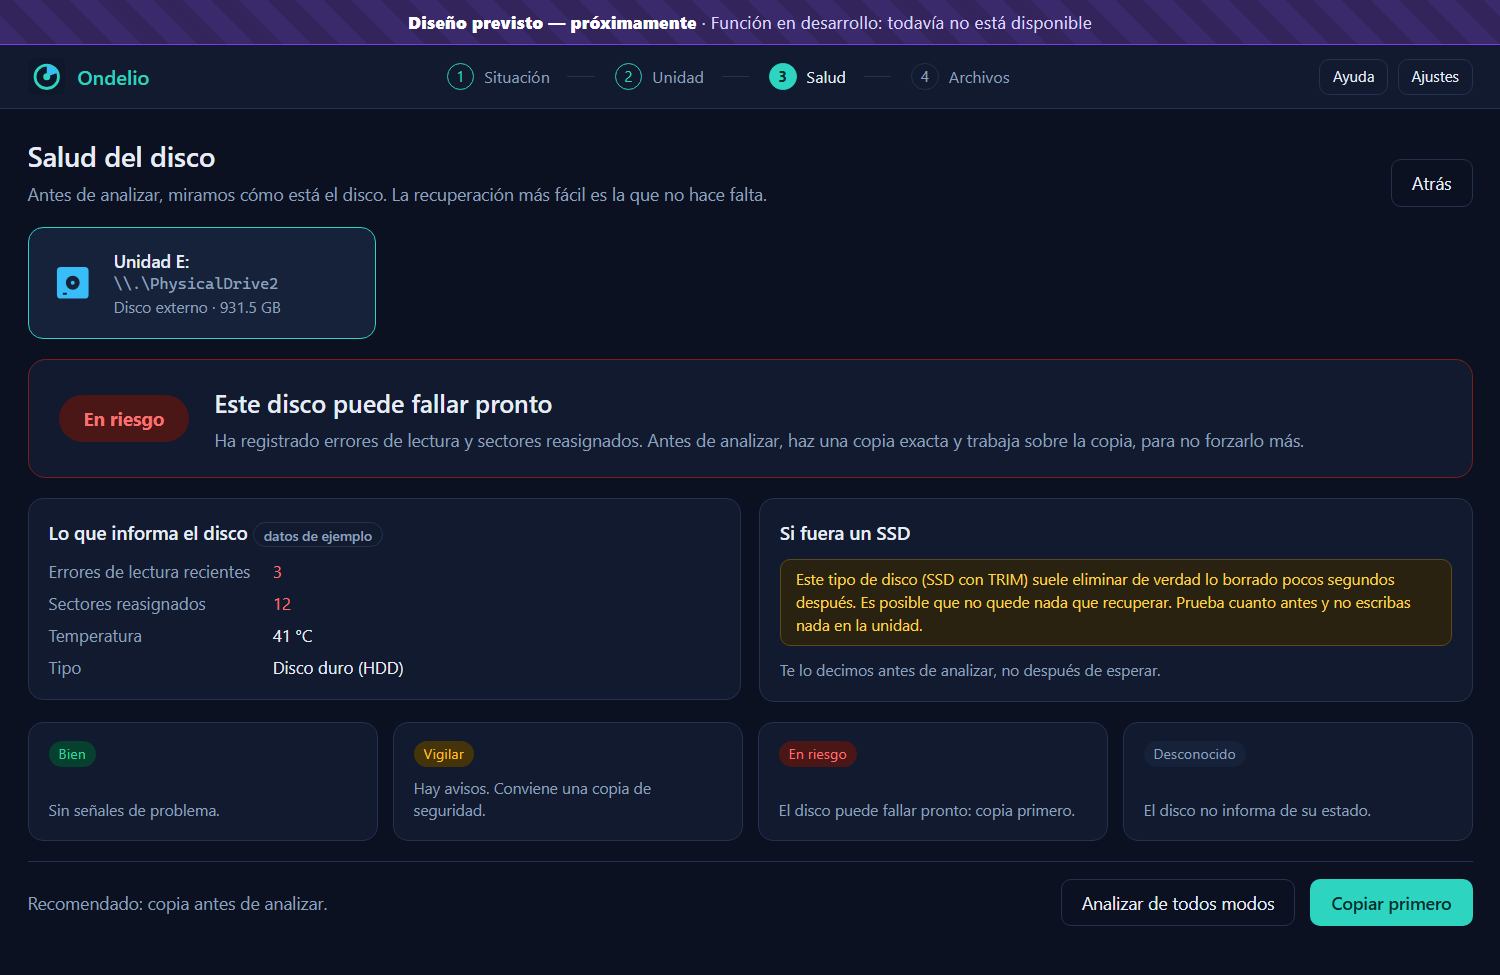 Diseño previsto — próximamente · Función en desarrollo: todavía no está disponible
Ondelio
1 Situación
2 Unidad
3 Salud
4 Archivos
Ayuda
Ajustes
Salud del disco
Antes de analizar, miramos cómo está el disco. La recuperación más fácil es la que no hace falta.
Atrás
Unidad E:
\\.\PhysicalDrive2
Disco externo · 931.5 GB
En riesgo
Este disco puede fallar pronto
Ha registrado errores de lectura y sectores reasignados. Antes de analizar, haz una copia exacta y trabaja sobre la copia, para no forzarlo más.
Lo que informa el disco datos de ejemplo
Errores de lectura recientes 3
Sectores reasignados 12
Temperatura 41 °C
Tipo Disco duro (HDD)
Si fuera un SSD
Este tipo de disco (SSD con TRIM) suele eliminar de verdad lo borrado pocos segundos
después. Es posible que no quede nada que recuperar. Prueba cuanto antes y no escribas
nada en la unidad.
Te lo decimos antes de analizar, no después de esperar.
Bien
Sin señales de problema.
Vigilar
Hay avisos. Conviene una copia de
seguridad.
En riesgo
El disco puede fallar pronto: copia primero.
Desconocido
El disco no informa de su estado.
Recomendado: copia antes de analizar.
Analizar de todos modos
Copiar primero